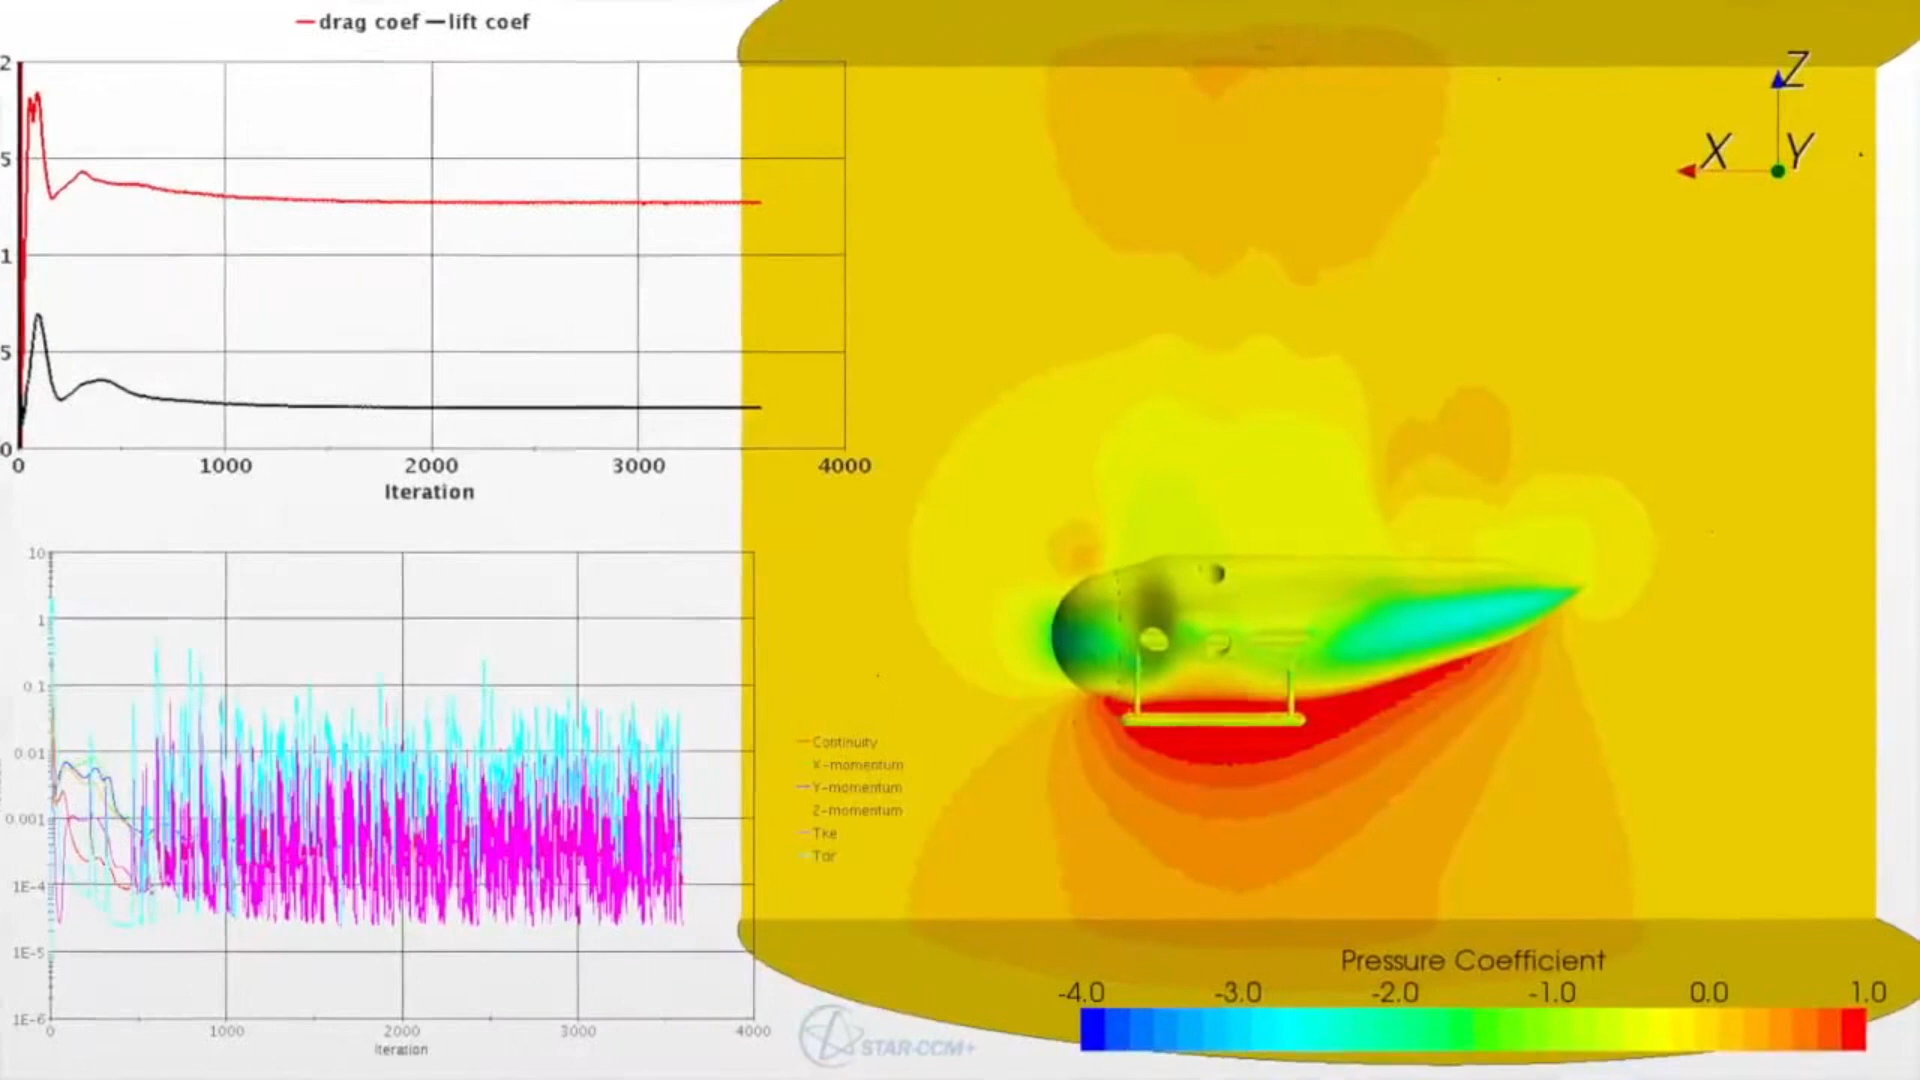 drag coef lift coef
2
5
1
5
0
0 1000 2000 3000 4000
Iteration
10
1
0.1
0.01
0.001
1E-4
1E-5
1E-6
0 1000 2000 3000 4000
Iteration
Continuity
X-momentum
Y-momentum
Z-momentum
Tke
Tdr
STAR-CCM+
Z
X Y
Pressure Coefficient
-4.0 -3.0 -2.0 -1.0 0.0 1.0